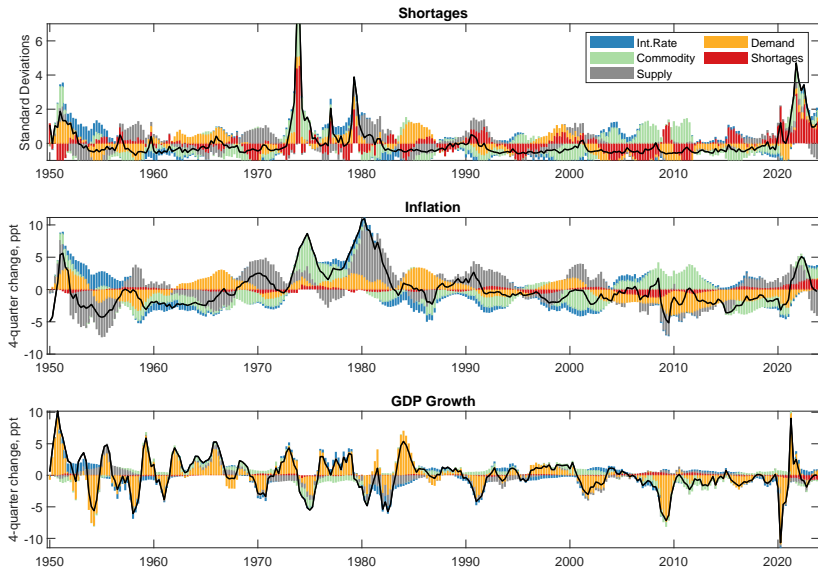 Shortages
Standard Deviations
6
4
2
0
Int.Rate
Demand
Commodity
Shortages
Supply
1950 1960 1970 1980 1990 2000 2010 2020
Inflation
4-quarter change, ppt
10
5
0
-5
-10
1950 1960 1970 1980 1990 2000 2010 2020
GDP Growth
4-quarter change, ppt
10
5
0
-5
-10
1950 1960 1970 1980 1990 2000 2010 2020